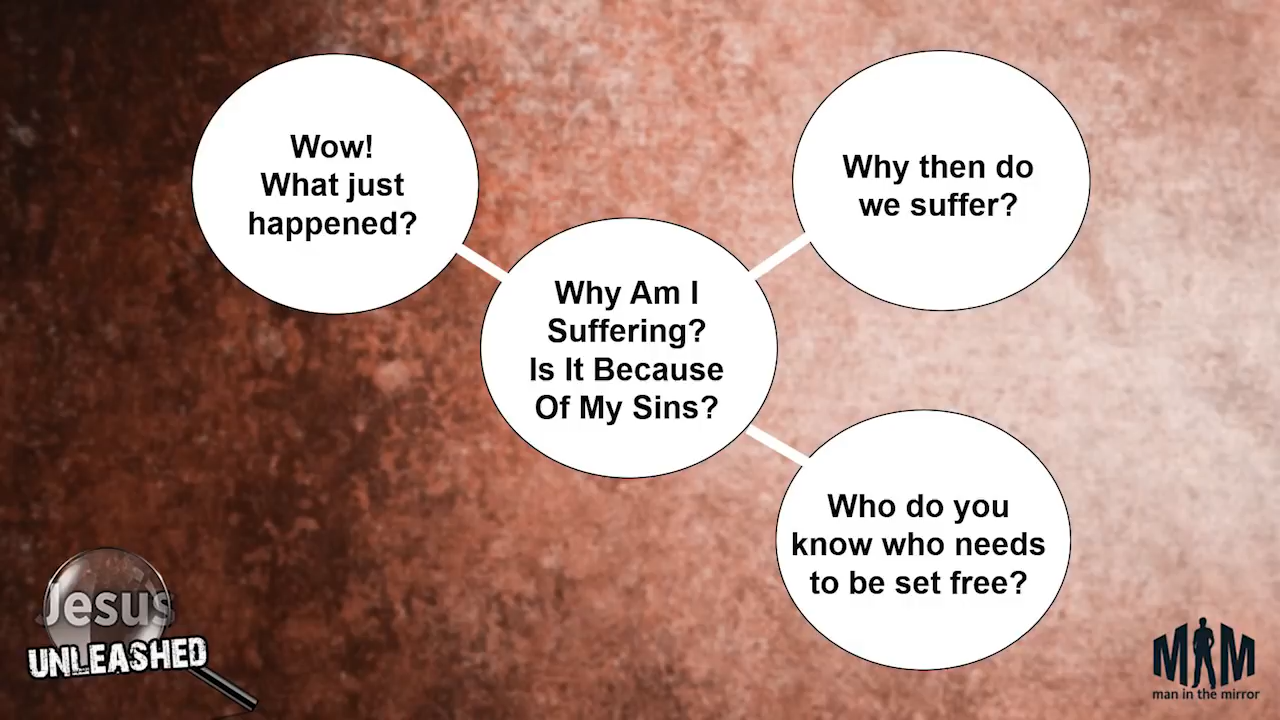 Wow!
What just
happened?
Why then do
we suffer?
Why Am I
Suffering?
Is It Because
Of My Sins?
Who do you
know who needs
to be set free?
Jesus
UNLEASHED
MIM
man in the mirror